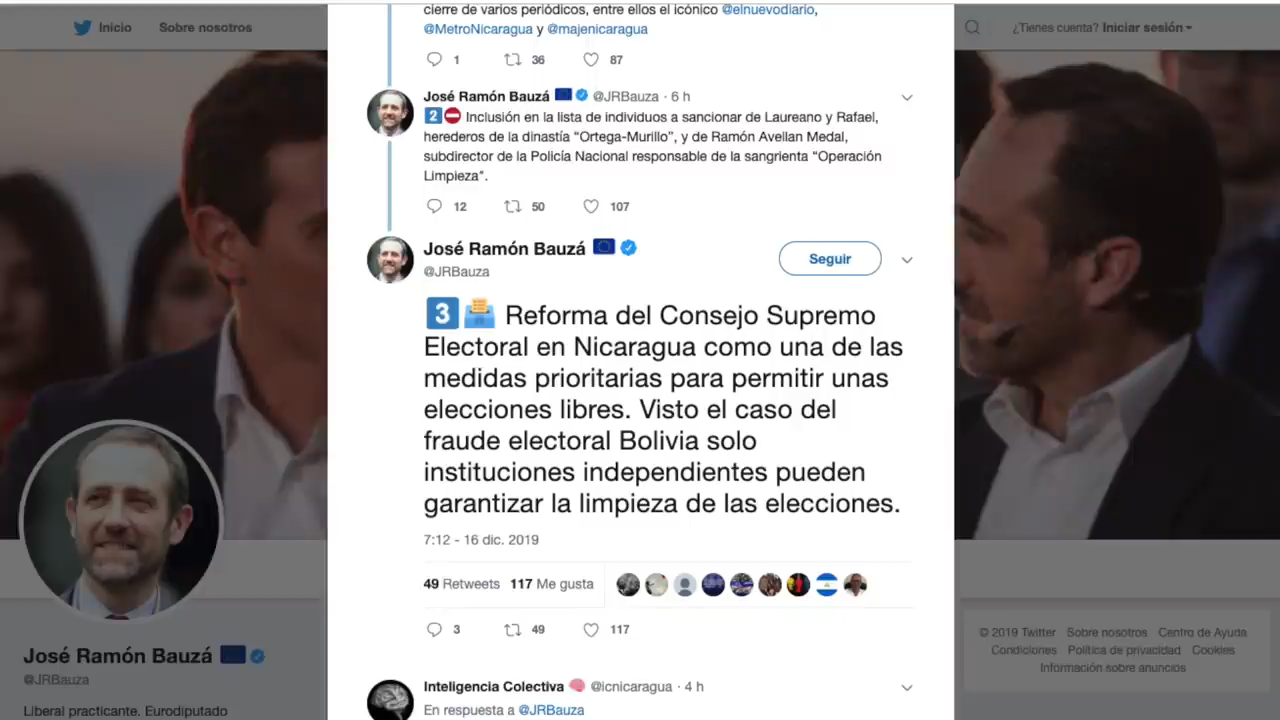 Inicio
Sobre nosotros
¿Tienes cuenta? Iniciar sesión
cierre de varios periódicos, entre ellos el icónico @elnuevodiario,
@MetroNicaragua y @majenicaragua
1 36 87
José Ramón Bauzá @JRBauza · 6 h
2 Inclusión en la lista de individuos a sancionar de Laureano y Rafael,
herederos de la dinastía “Ortega-Murillo”, y de Ramón Avellan Medal,
subdirector de la Policía Nacional responsable de la sangrienta “Operación
Limpieza”.
12 50 107
José Ramón Bauzá
@JRBauza
Seguir
3 Reforma del Consejo Supremo
Electoral en Nicaragua como una de las
medidas prioritarias para permitir unas
elecciones libres. Visto el caso del
fraude electoral Bolivia solo
instituciones independientes pueden
garantizar la limpieza de las elecciones.
7:12 - 16 dic. 2019
49 Retweets 117 Me gusta
3 49 117
Inteligencia Colectiva @icnicaragua · 4 h
En respuesta a @JRBauza
José Ramón Bauzá
@JRBauza
Liberal practicante. Eurodiputado
© 2019 Twitter Sobre nosotros Centro de Ayuda
Condiciones Política de privacidad Cookies
Información sobre anuncios